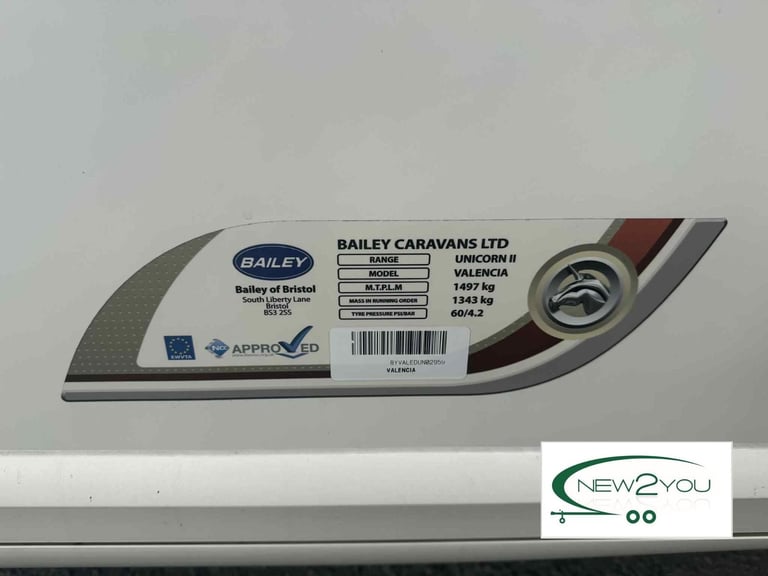 BAILEY
Bailey of Bristol
South Liberty Lane
Bristol
BS3 2SS
EWVTA
NCC APPROVED
BAILEY CARAVANS LTD
RANGE UNICORN II
MODEL VALENCIA
M.T.P.L.M 1497 kg
MASS IN RUNNING ORDER 1343 kg
TYRE PRESSURE PSI/BAR 60/4.2
VALENCIA
NEW2YOU